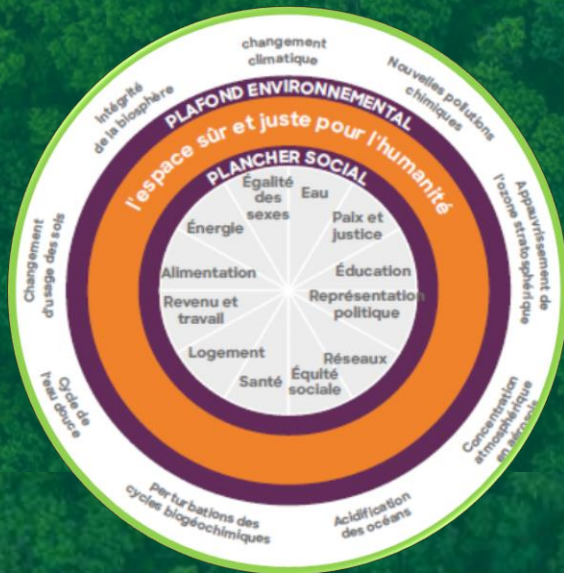 changement
climatique
Nouvelles pollutions
chimiques
Appauvrissement de
l'ozone stratosphérique
Concentration
atmosphérique
en aérosols
Acidification
des océans
Perturbations des
cycles biogéochimiques
Cycle de
l'eau douce
Changement
d'usage des sols
Intégrité
de la biosphère
PLAFOND ENVIRONNEMENTAL
l'espace sûr et juste pour l'humanité
PLANCHER SOCIAL
Eau
Paix et
justice
Éducation
Représentation
politique
Réseaux
Équité
sociale
Santé
Logement
Revenu et
travail
Alimentation
Énergie
Égalité
des
sexes